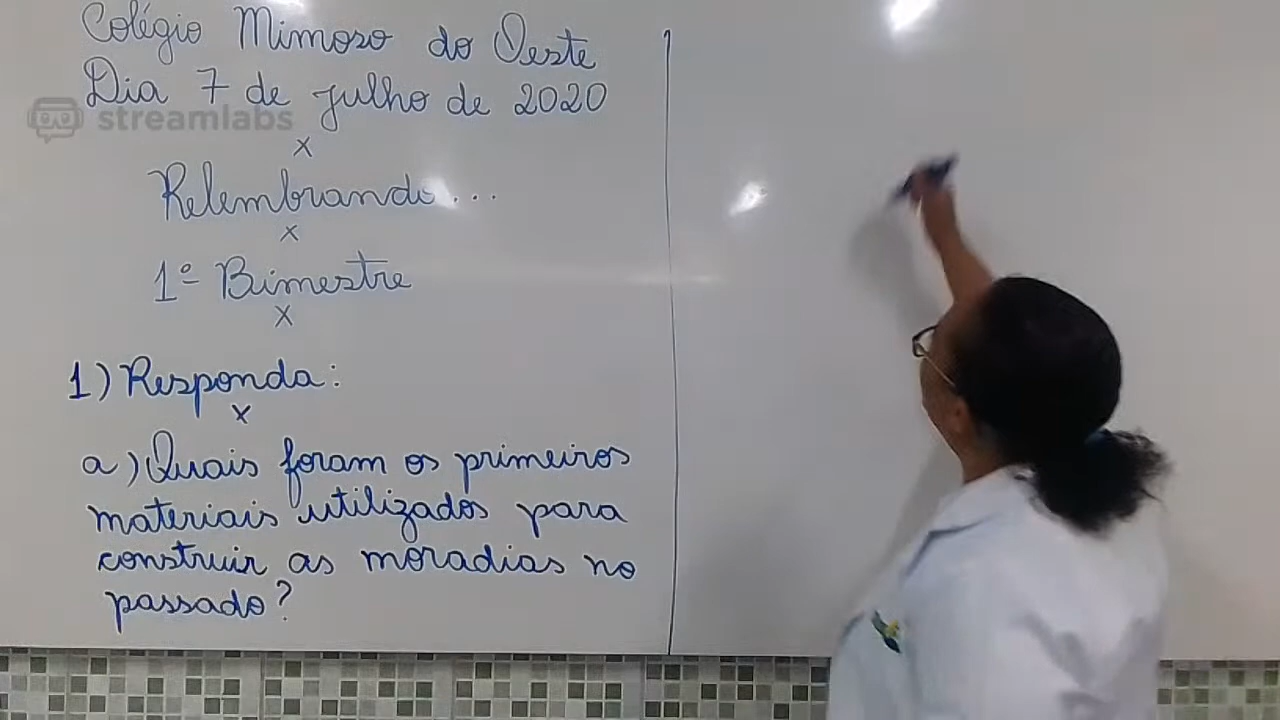 Colégio Mimoso do Oeste
Dia 7 de julho de 2020
streamlabs
x
Relembrando...
x
1º Bimestre
x
1) Responda:
x
a) Quais foram os primeiros
materiais utilizados para
construir as moradias no
passado?